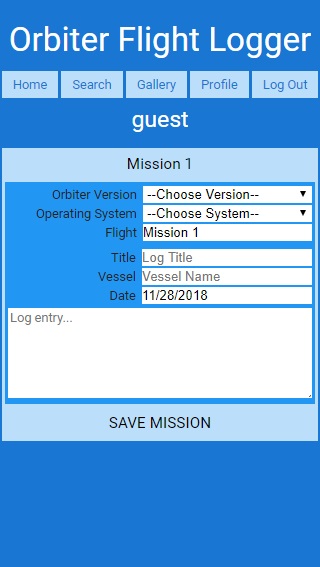 Orbiter Flight Logger
Home Search Gallery Profile Log Out
guest
Mission 1
Orbiter Version --Choose Version--
Operating System --Choose System--
Flight Mission 1
Title Log Title
Vessel Vessel Name
Date 11/28/2018
Log entry...
SAVE MISSION